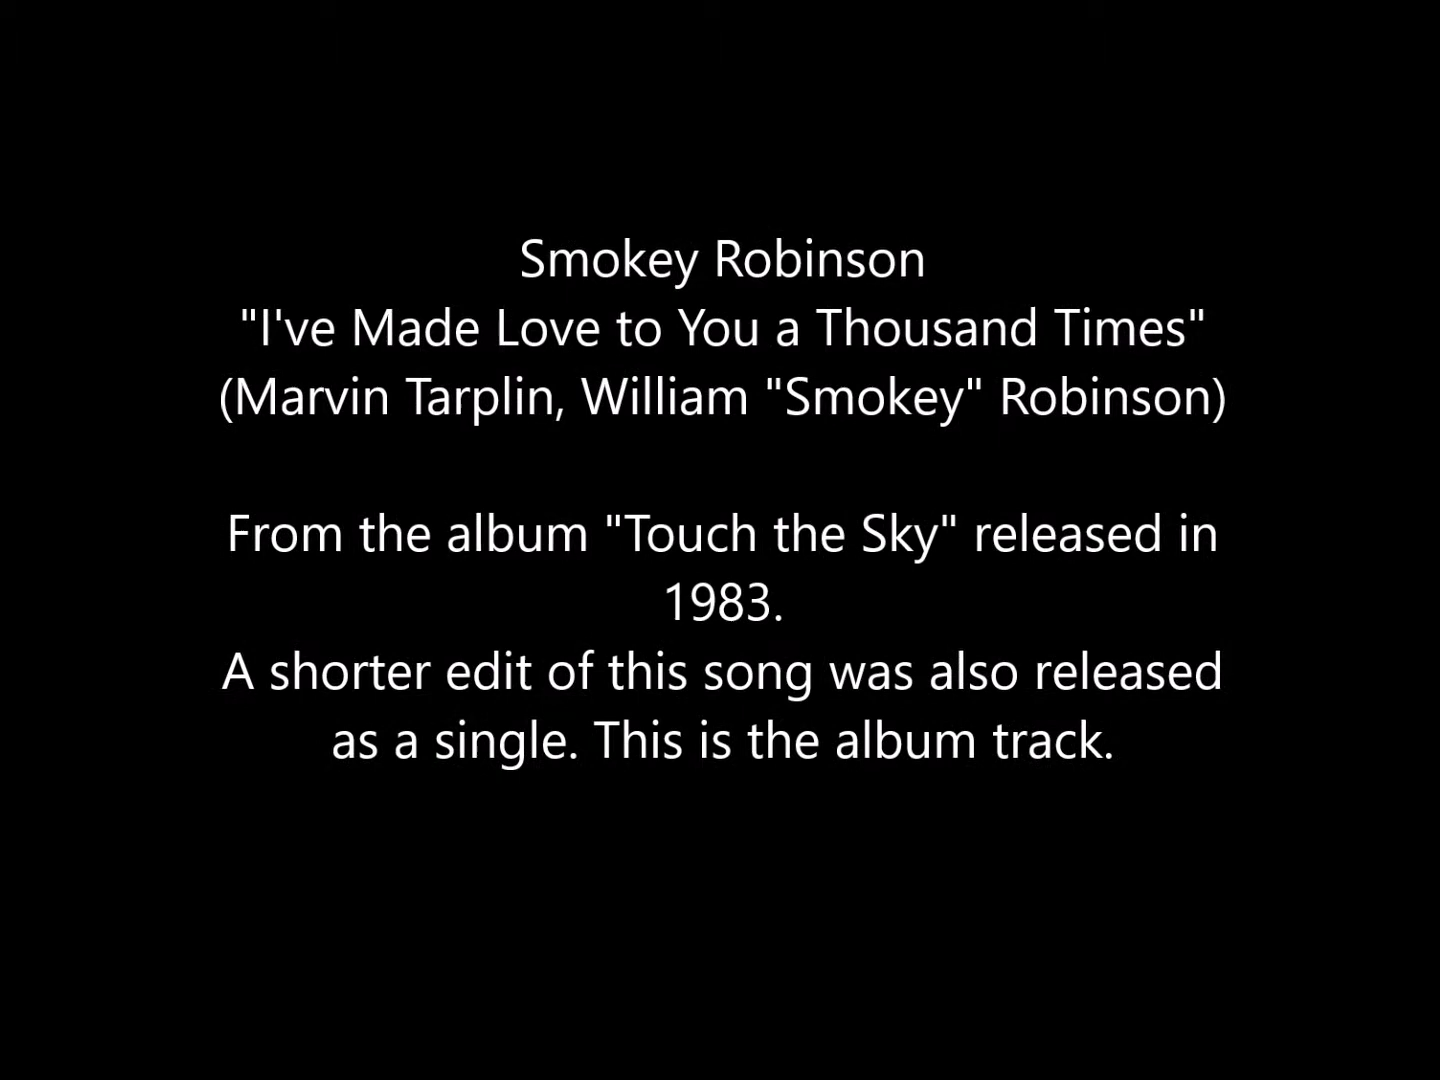 Smokey Robinson
"I've Made Love to You a Thousand Times"
(Marvin Tarplin, William "Smokey" Robinson)
From the album "Touch the Sky" released in
1983.
A shorter edit of this song was also released
as a single. This is the album track.